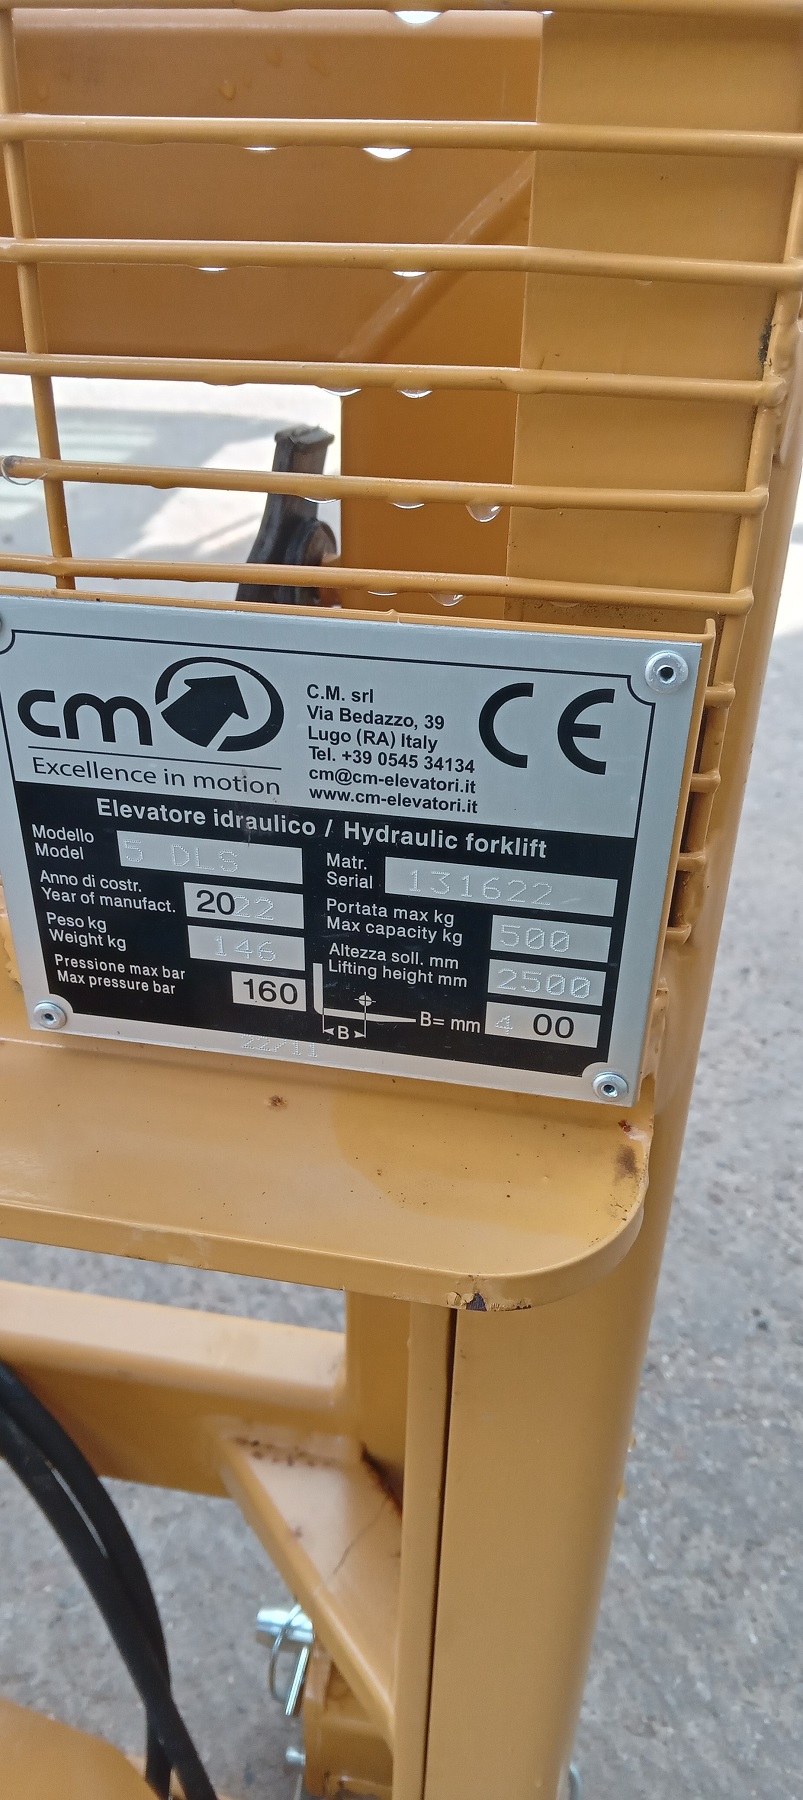 cm
Excellence in motion
C.M. srl
Via Bedazzo, 39
Lugo (RA) Italy
Tel. +39 0545 34134
cm@cm-elevatori.it
www.cm-elevatori.it
CE
Elevatore idraulico / Hydraulic forklift
Modello
Model
5 DLS
Matr.
Serial
131622
Anno di costr.
Year of manufact.
2022
Portata max kg
Max capacity kg
500
Peso kg
Weight kg
146
Altezza soll. mm
Lifting height mm
2500
Pressione max bar
Max pressure bar
160
B
B= mm
4 00
22/11